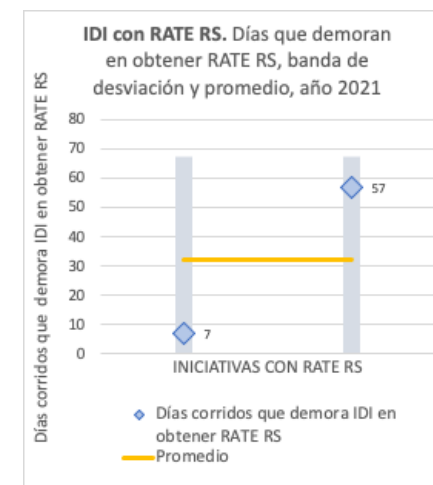 IDI con RATE RS. Días que demoran
en obtener RATE RS, banda de
desviación y promedio, año 2021
Días corridos que demora IDI en obtener RATE RS
80
70
60
50
40
30
20
10
0
57
7
INICIATIVAS CON RATE RS
Días corridos que demora IDI en
obtener RATE RS
Promedio